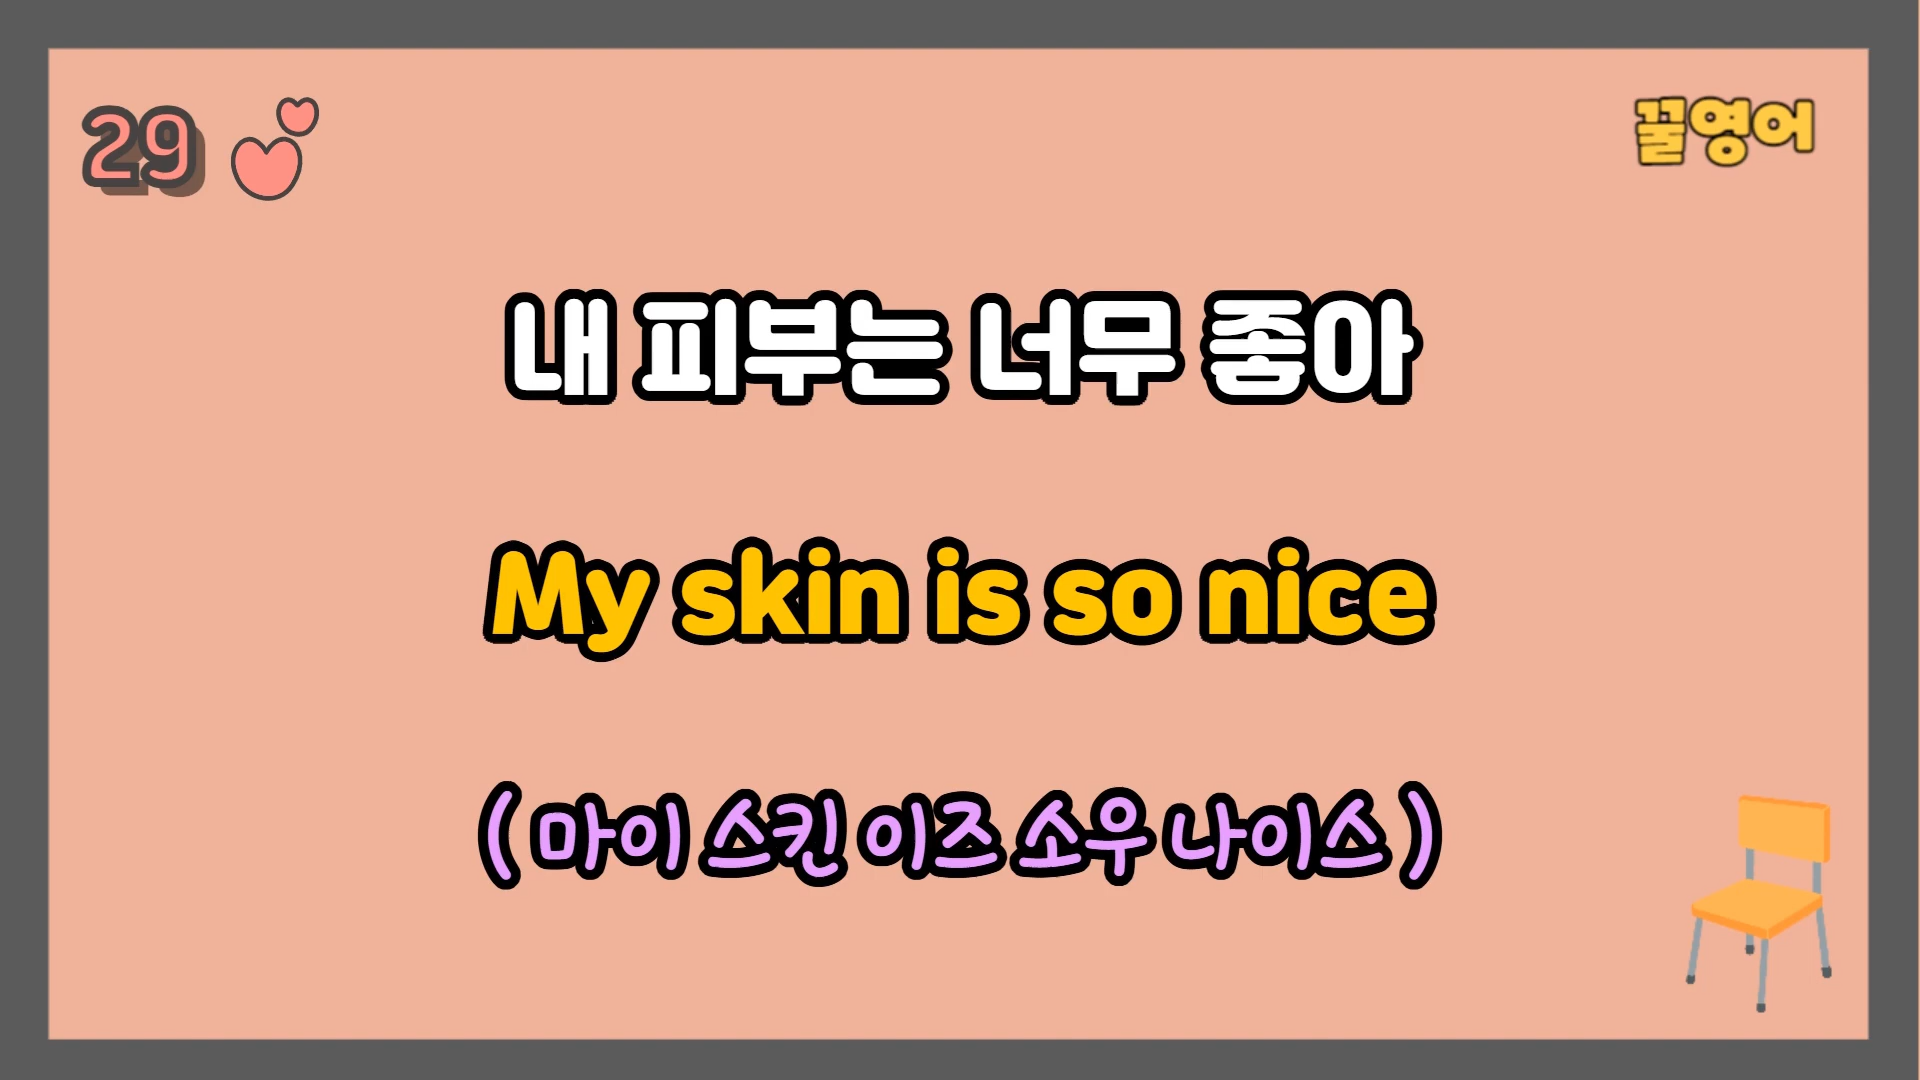 29
꿀영어
내 피부는 너무 좋아
My skin is so nice
( 마이 스킨 이즈 소우 나이스 )